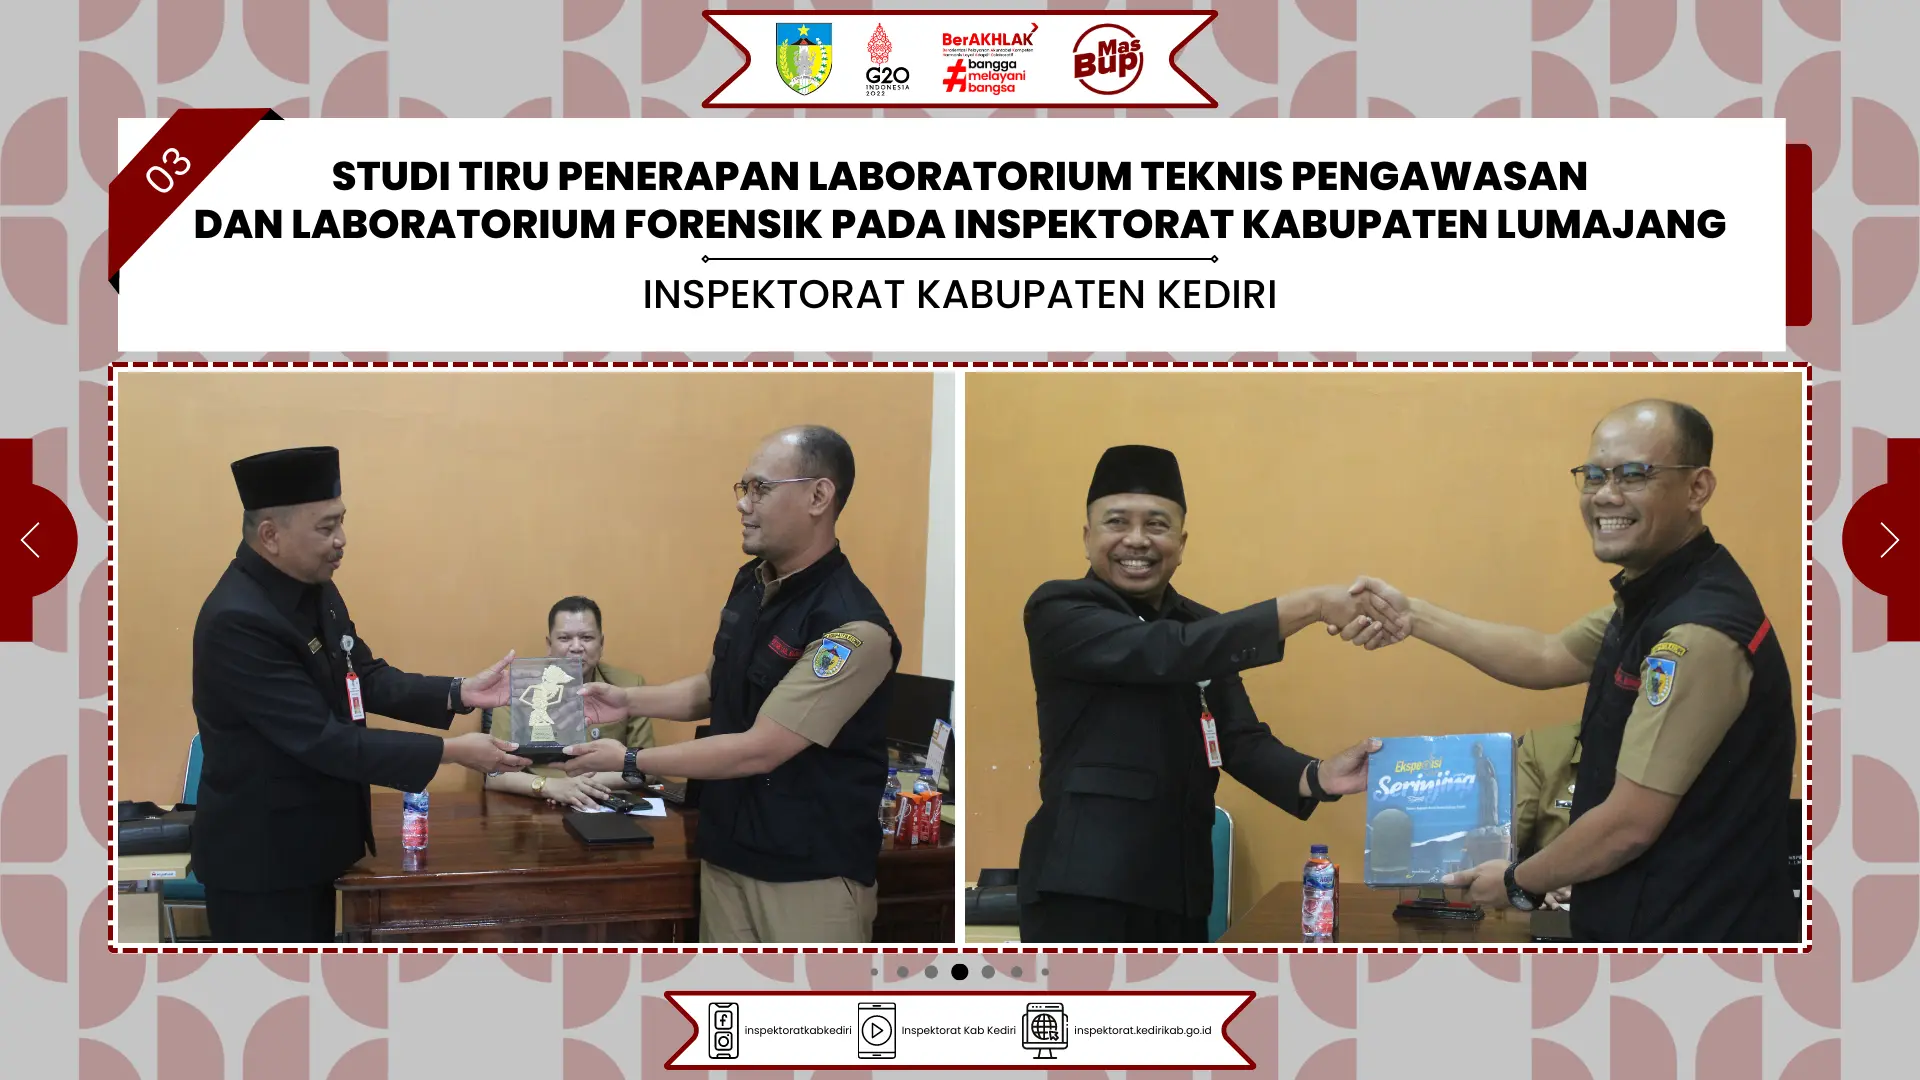 G20
INDONESIA
2022
BerAKHLAK
#bangga
melayani
bangsa
Mas
Bup
03
STUDI TIRU PENERAPAN LABORATORIUM TEKNIS PENGAWASAN
DAN LABORATORIUM FORENSIK PADA INSPEKTORAT KABUPATEN LUMAJANG
INSPEKTORAT KABUPATEN KEDIRI
Ekspedisi
Serinjing
inspektoratkabkediri
Inspektorat Kab Kediri
inspektorat.kedirikab.go.id